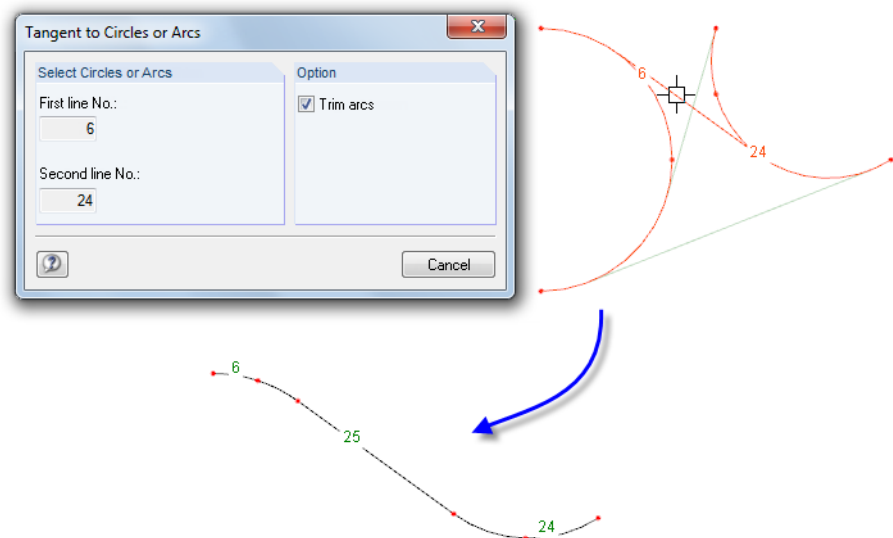 Tangent to Circles or Arcs
Select Circles or Arcs
Option
First line No.:
6
Trim arcs
Second line No.:
24
Cancel
6
24
6
25
24